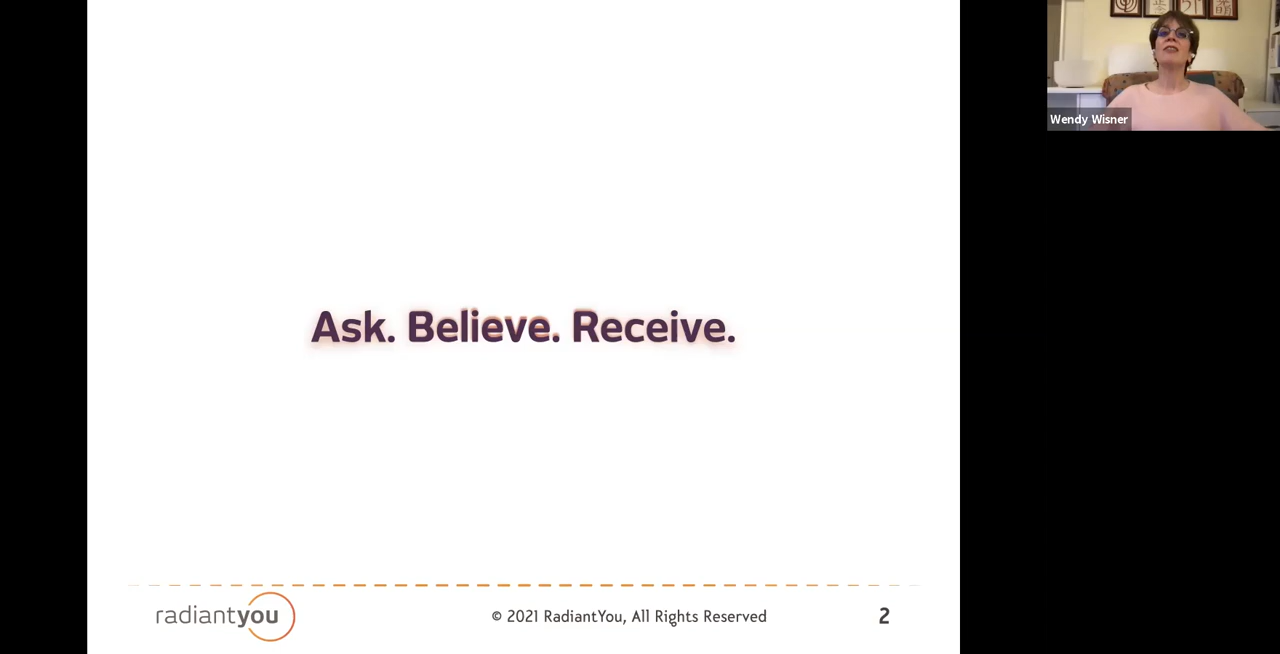 Wendy Wisner
Ask. Believe. Receive.
radiantyou
© 2021 RadiantYou, All Rights Reserved
2